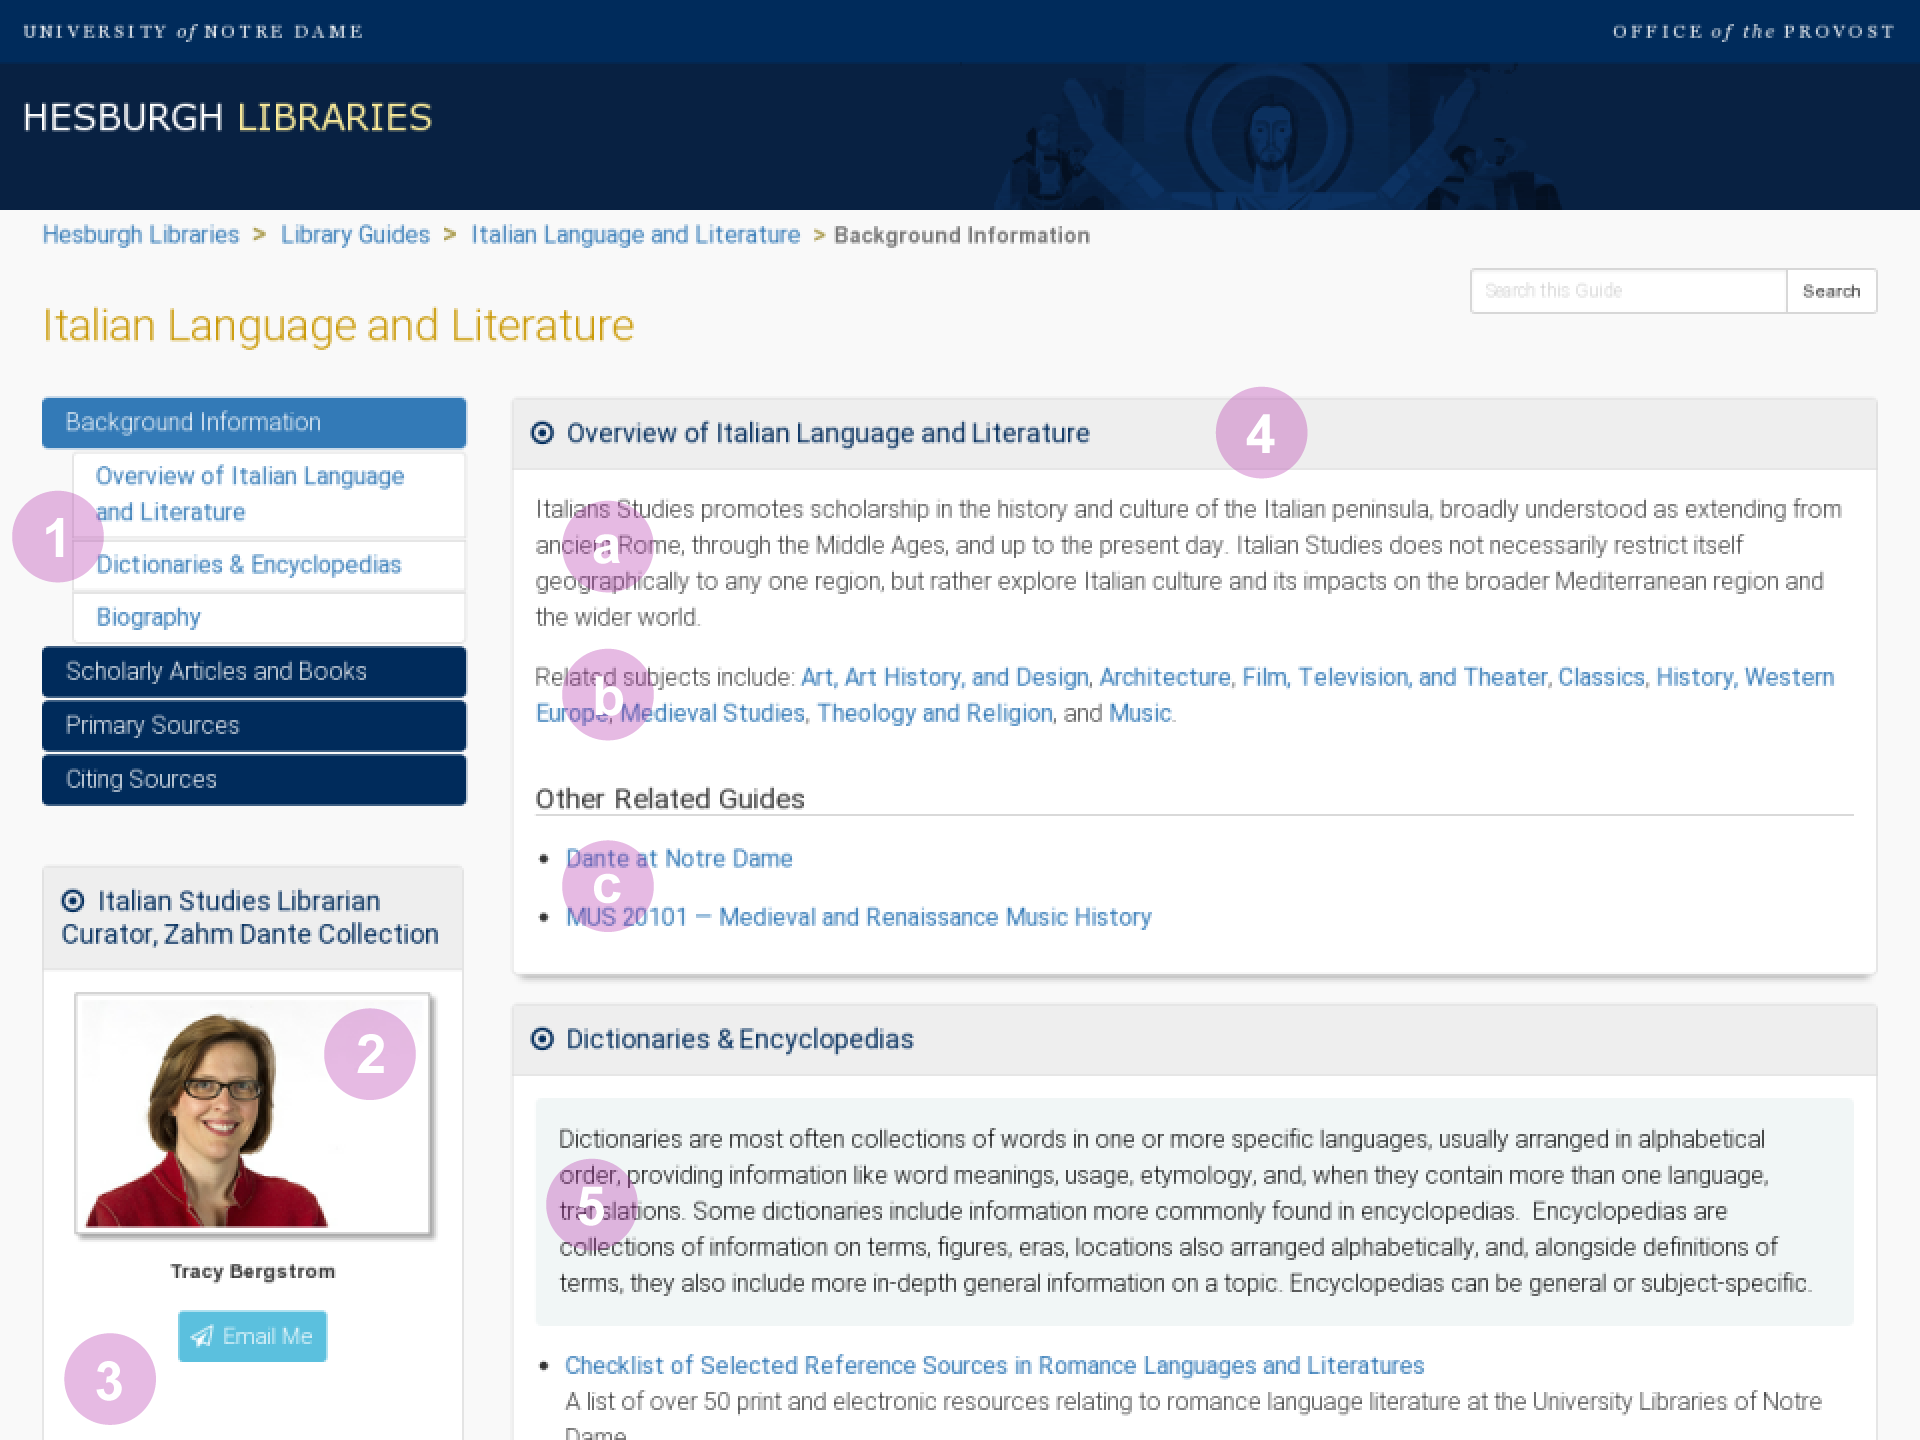 UNIVERSITY of NOTRE DAME
OFFICE of the PROVOST
HESBURGH LIBRARIES
Hesburgh Libraries > Library Guides > Italian Language and Literature > Background Information
Search this Guide
Search
Italian Language and Literature
Background Information
Overview of Italian Language
and Literature
1
Dictionaries & Encyclopedias
Biography
Scholarly Articles and Books
Primary Sources
Citing Sources
Italian Studies Librarian
Curator, Zahm Dante Collection
2
Tracy Bergstrom
Email Me
3
Overview of Italian Language and Literature
4
Italians Studies promotes scholarship in the history and culture of the Italian peninsula, broadly understood as extending from
ancient Rome, through the Middle Ages, and up to the present day. Italian Studies does not necessarily restrict itself
a
geographically to any one region, but rather explore Italian culture and its impacts on the broader Mediterranean region and
the wider world.
Related subjects include: Art, Art History, and Design, Architecture, Film, Television, and Theater, Classics, History, Western
b
Europe, Medieval Studies, Theology and Religion, and Music.
Other Related Guides
• Dante at Notre Dame
c
• MUS 20101 — Medieval and Renaissance Music History
Dictionaries & Encyclopedias
Dictionaries are most often collections of words in one or more specific languages, usually arranged in alphabetical
order, providing information like word meanings, usage, etymology, and, when they contain more than one language,
5
translations. Some dictionaries include information more commonly found in encyclopedias. Encyclopedias are
collections of information on terms, figures, eras, locations also arranged alphabetically, and, alongside definitions of
terms, they also include more in-depth general information on a topic. Encyclopedias can be general or subject-specific.
• Checklist of Selected Reference Sources in Romance Languages and Literatures
A list of over 50 print and electronic resources relating to romance language literature at the University Libraries of Notre
Dame